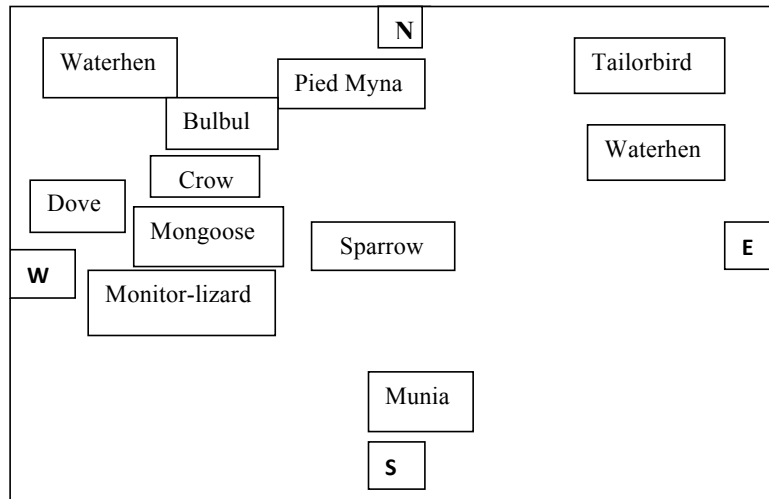 N
Waterhen
Tailorbird
Pied Myna
Bulbul
Waterhen
Crow
Dove
Mongoose
Sparrow
E
W
Monitor-lizard
Munia
S